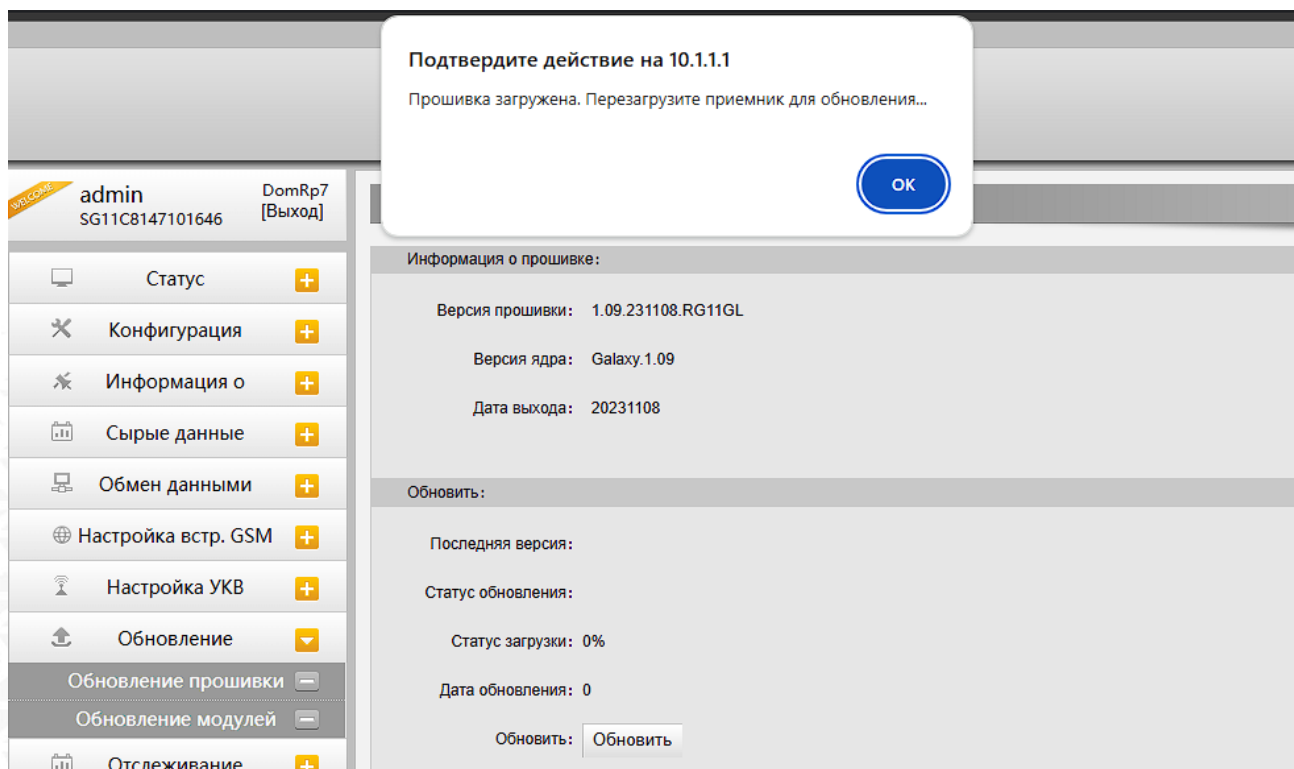 Подтвердите действие на 10.1.1.1
Прошивка загружена. Перезагрузите приемник для обновления...
ОК
WELCOME
admin
DomRp7
SG11C8147101646
[Выход]
Статус
Конфигурация
Информация о
Сырые данные
Обмен данными
Настройка встр. GSM
Настройка УКВ
Обновление
Обновление прошивки
Обновление модулей
Отслеживание
Информация о прошивке:
Версия прошивки: 1.09.231108.RG11GL
Версия ядра: Galaxy.1.09
Дата выхода: 20231108
Обновить:
Последняя версия:
Статус обновления:
Статус загрузки: 0%
Дата обновления: 0
Обновить: Обновить